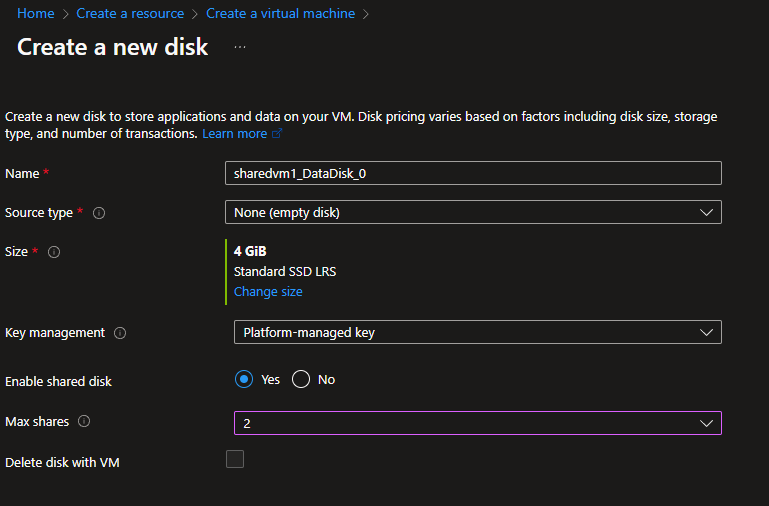 Home > Create a resource > Create a virtual machine >
Create a new disk ...
Create a new disk to store applications and data on your VM. Disk pricing varies based on factors including disk size, storage
type, and number of transactions. Learn more
Name *
sharedvm1_DataDisk_0
Source type *
None (empty disk)
Size *
4 GiB
Standard SSD LRS
Change size
Key management
Platform-managed key
Enable shared disk
Yes No
Max shares
2
Delete disk with VM